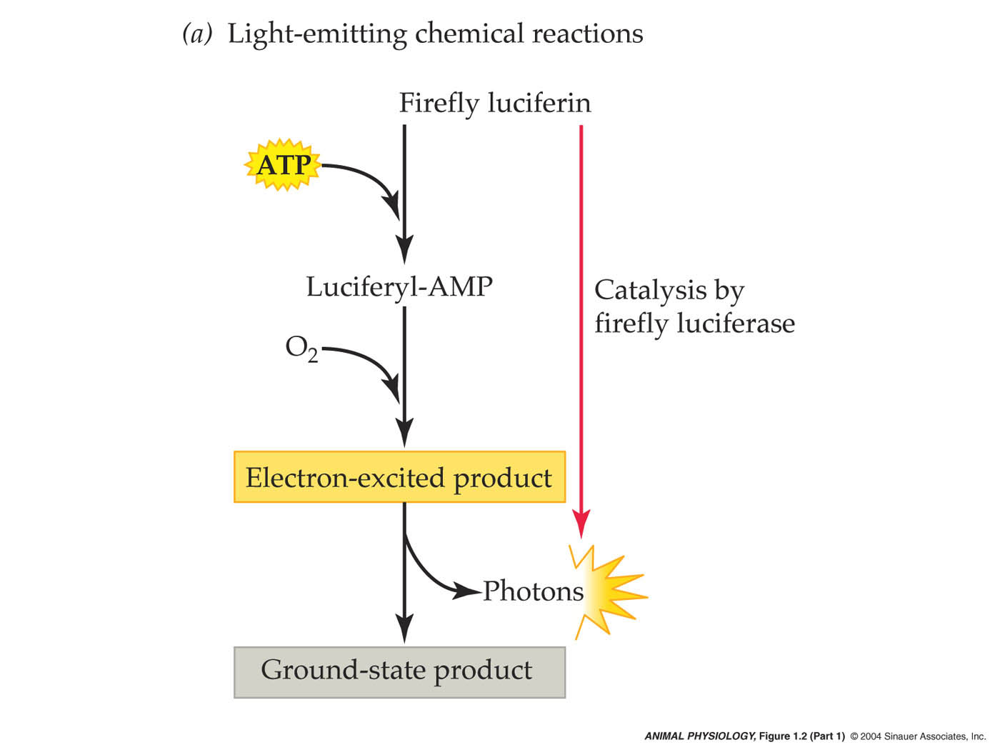 (a) Light-emitting chemical reactions
Firefly luciferin
ATP
Luciferyl-AMP
Catalysis by
firefly luciferase
O₂
Electron-excited product
Photons
Ground-state product
ANIMAL PHYSIOLOGY, Figure 1.2 (Part 1) © 2004 Sinauer Associates, Inc.